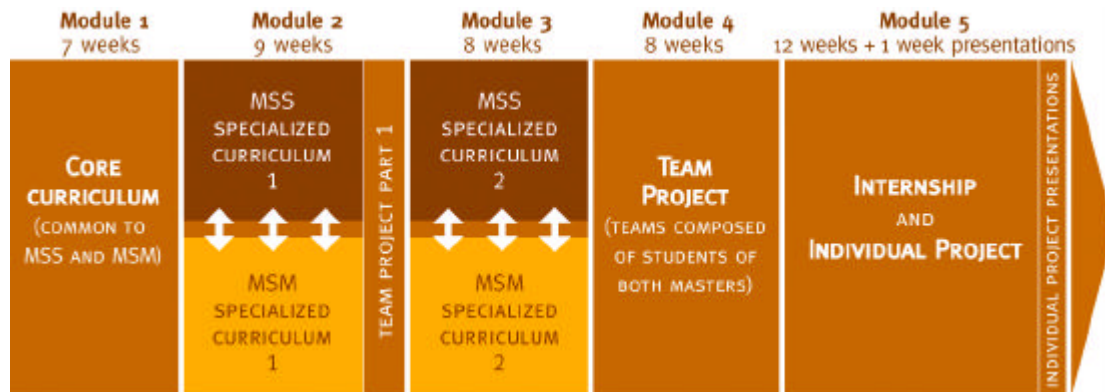 Module 1
7 weeks
Module 2
9 weeks
Module 3
8 weeks
Module 4
8 weeks
Module 5
12 weeks + 1 week presentations
CORE
CURRICULUM
(COMMON TO
MSS AND MSM)
MSS
SPECIALIZED
CURRICULUM
1
MSM
SPECIALIZED
CURRICULUM
1
TEAM PROJECT PART 1
MSS
SPECIALIZED
CURRICULUM
2
MSM
SPECIALIZED
CURRICULUM
2
TEAM
PROJECT
(TEAMS COMPOSED
OF STUDENTS OF
BOTH MASTERS)
INTERNSHIP
AND
INDIVIDUAL PROJECT
INDIVIDUAL PROJECT PRESENTATIONS